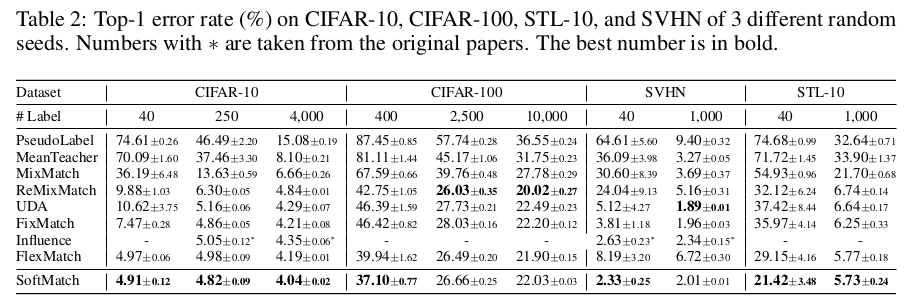 Table 2: Top-1 error rate (%) on CIFAR-10, CIFAR-100, STL-10, and SVHN of 3 different random
seeds. Numbers with * are taken from the original papers. The best number is in bold.
Dataset CIFAR-10 CIFAR-100 SVHN STL-10
# Label 40 250 4,000 400 2,500 10,000 40 1,000 40 1,000
PseudoLabel 74.61±0.26 46.49±2.20 15.08±0.19 87.45±0.85 57.74±0.28 36.55±0.24 64.61±5.60 9.40±0.32 74.68±0.99 32.64±0.71
MeanTeacher 70.09±1.60 37.46±3.30 8.10±0.21 81.11±1.44 45.17±1.06 31.75±0.23 36.09±3.98 3.27±0.05 71.72±1.45 33.90±1.37
MixMatch 36.19±6.48 13.63±0.59 6.66±0.26 67.59±0.66 39.76±0.48 27.78±0.29 30.60±8.39 3.69±0.37 54.93±0.96 21.70±0.68
ReMixMatch 9.88±1.03 6.30±0.05 4.84±0.01 42.75±1.05 26.03±0.35 20.02±0.27 24.04±9.13 5.16±0.31 32.12±6.24 6.74±0.14
UDA 10.62±3.75 5.16±0.06 4.29±0.07 46.39±1.59 27.73±0.21 22.49±0.23 5.12±4.27 1.89±0.01 37.42±8.44 6.64±0.17
FixMatch 7.47±0.28 4.86±0.05 4.21±0.08 46.42±0.82 28.03±0.16 22.20±0.12 3.81±1.18 1.96±0.03 35.97±4.14 6.25±0.33
Influence - 5.05±0.12* 4.35±0.06* - - - 2.63±0.23* 2.34±0.15* - -
FlexMatch 4.97±0.06 4.98±0.09 4.19±0.01 39.94±1.62 26.49±0.20 21.90±0.15 8.19±3.20 6.72±0.30 29.15±4.16 5.77±0.18
SoftMatch 4.91±0.12 4.82±0.09 4.04±0.02 37.10±0.77 26.66±0.25 22.03±0.03 2.33±0.25 2.01±0.01 21.42±3.48 5.73±0.24